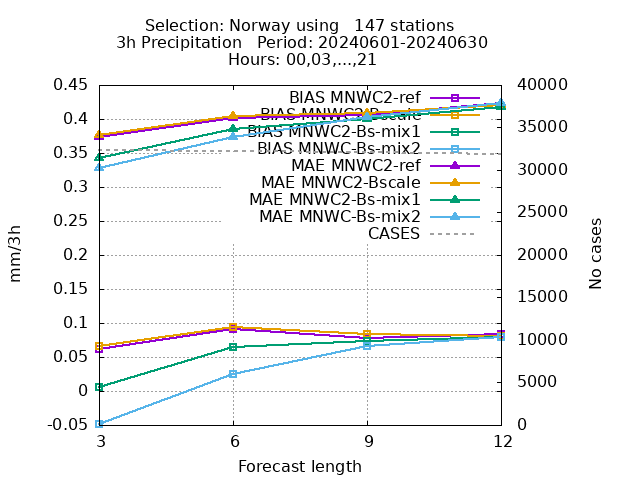 Selection: Norway using   147 stations
3h Precipitation   Period: 20240601-20240630
Hours: 00,03,...,21
0.45
0.4
0.35
0.3
0.25
0.2
0.15
0.1
0.05
0
-0.05
mm/3h
40000
35000
30000
25000
20000
15000
10000
5000
0
No cases
BIAS MNWC2-ref
BIAS MNWC2-Bscale
BIAS MNWC2-Bs-mix1
BIAS MNWC-Bs-mix2
MAE MNWC2-ref
MAE MNWC2-Bscale
MAE MNWC2-Bs-mix1
MAE MNWC-Bs-mix2
CASES
3 6 9 12
Forecast length